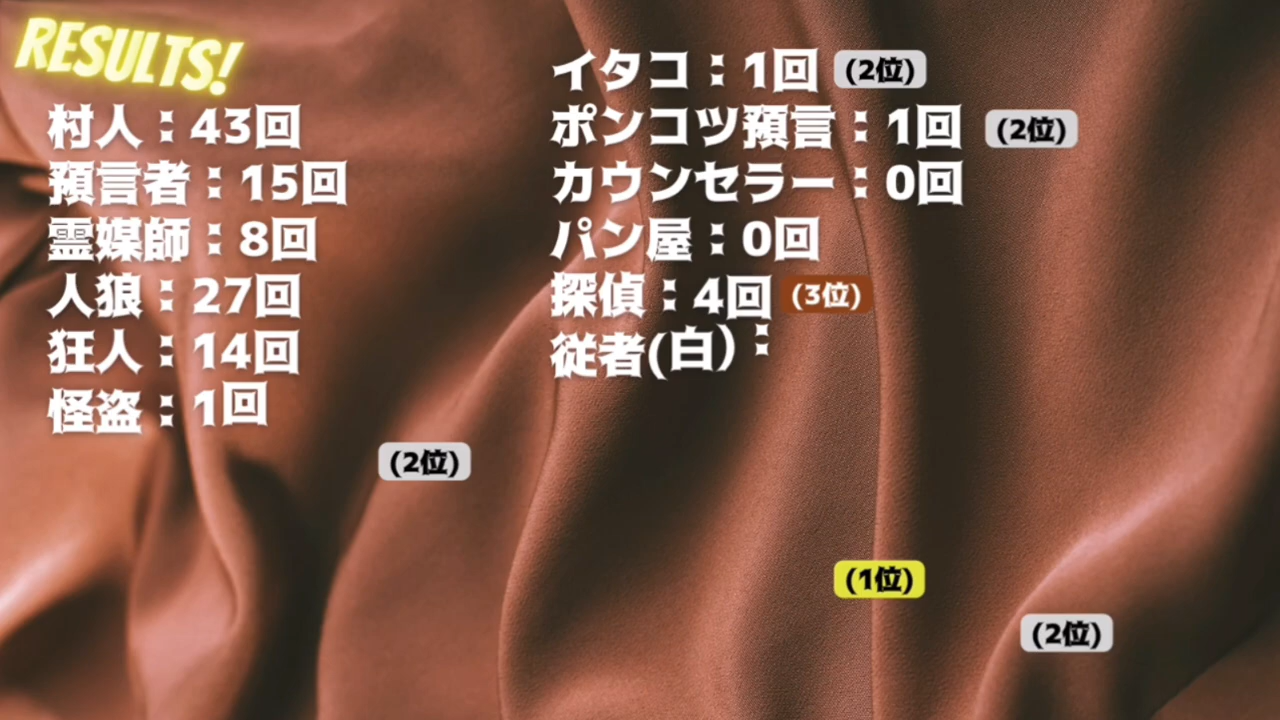 RESULTS!
村人：43回
預言者：15回
霊媒師：8回
人狼：27回
狂人：14回
怪盗：1回
(2位)
イタコ：1回 (2位)
ポンコツ預言：1回 (2位)
カウンセラー：0回
パン屋：0回
探偵：4回 (3位)
従者(白)：
(1位)
(2位)